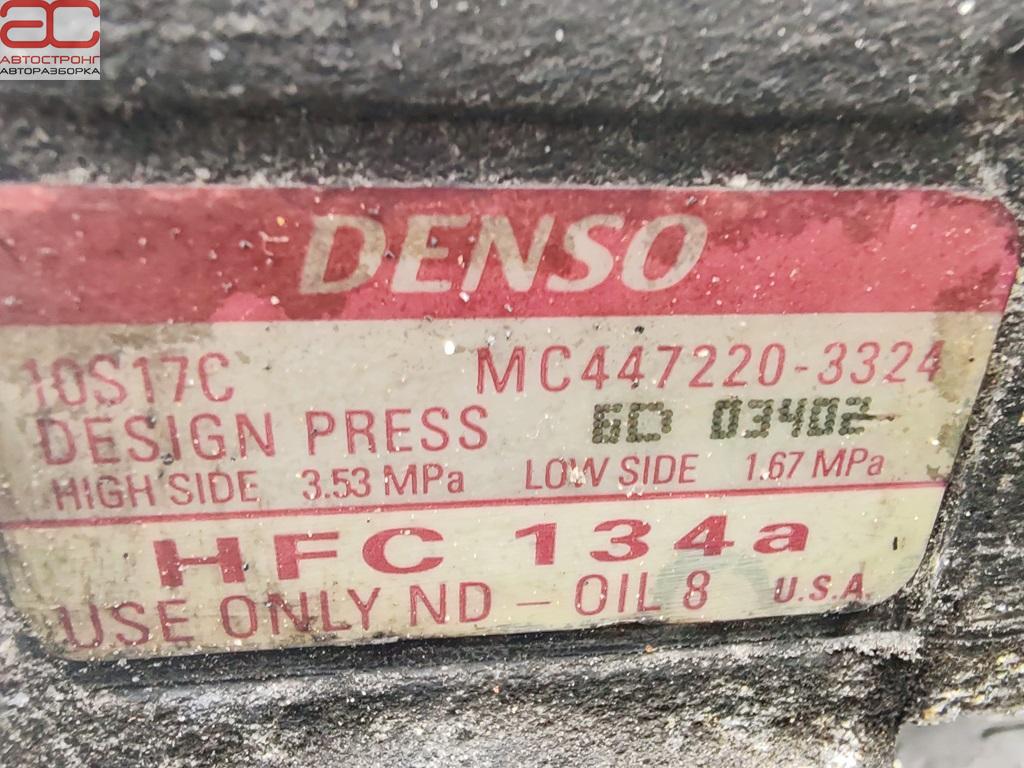 ac
АВТОСТРОНГ
АВТОРАЗБОРКА
DENSO
10S17C MC447220-3324
DESIGN PRESS 6D 03402
HIGH SIDE 3.53 MPa LOW SIDE 1.67 MPa
HFC 134a
USE ONLY ND - OIL 8 U.S.A.